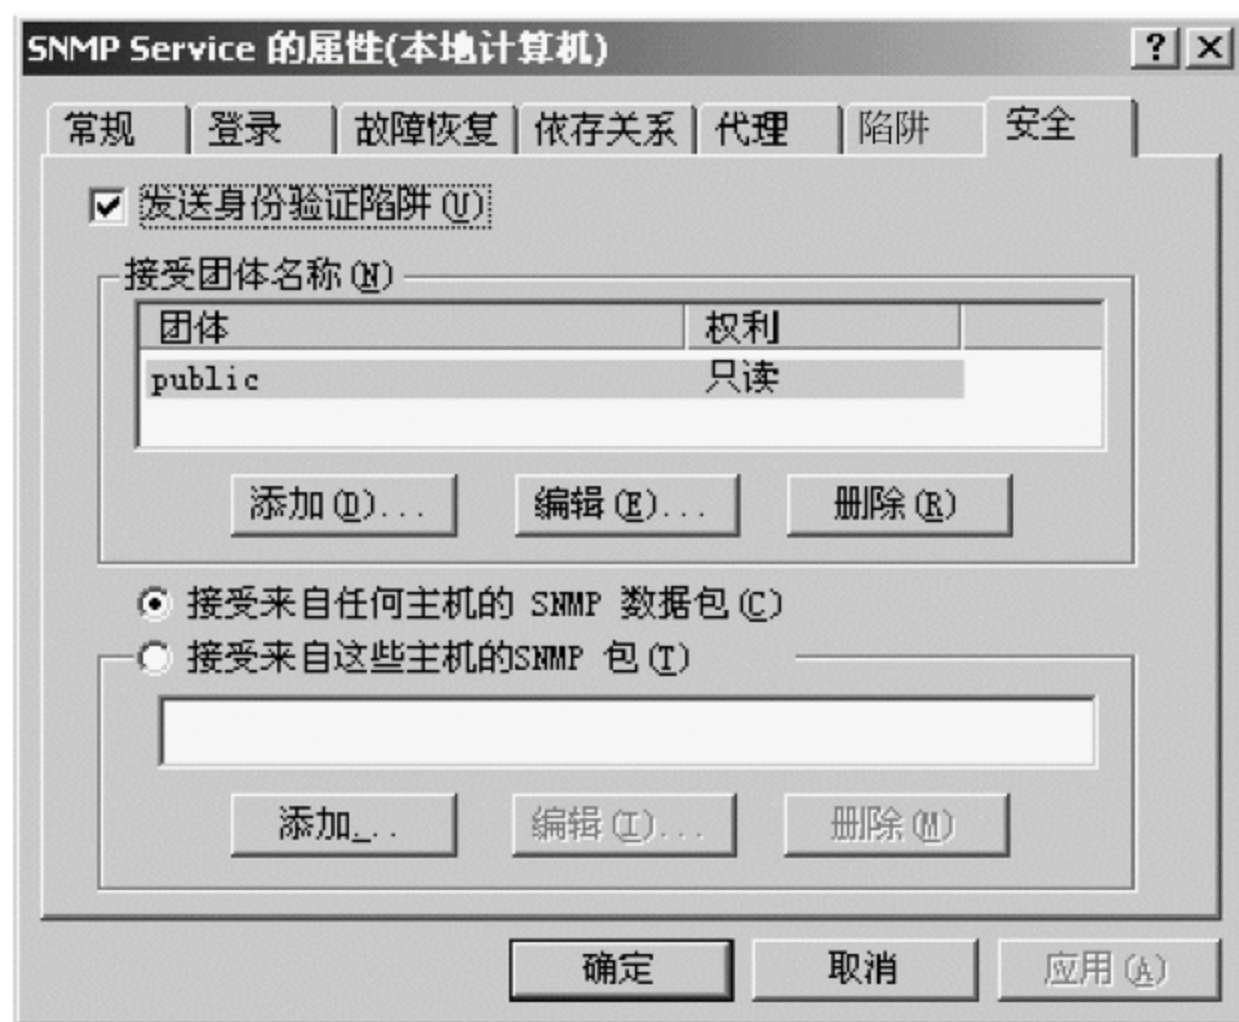 SNMP Service 的属性(本地计算机)
常规 登录 故障恢复 依存关系 代理 陷阱 安全
发送身份验证陷阱(U)
接受团体名称(N)
团体 权利
public 只读
添加(D)... 编辑(E)... 删除(R)
接受来自任何主机的 SNMP 数据包(C)
接受来自这些主机的SNMP 包(T)
添加_.. 编辑(I)... 删除(M)
确定 取消 应用(A)